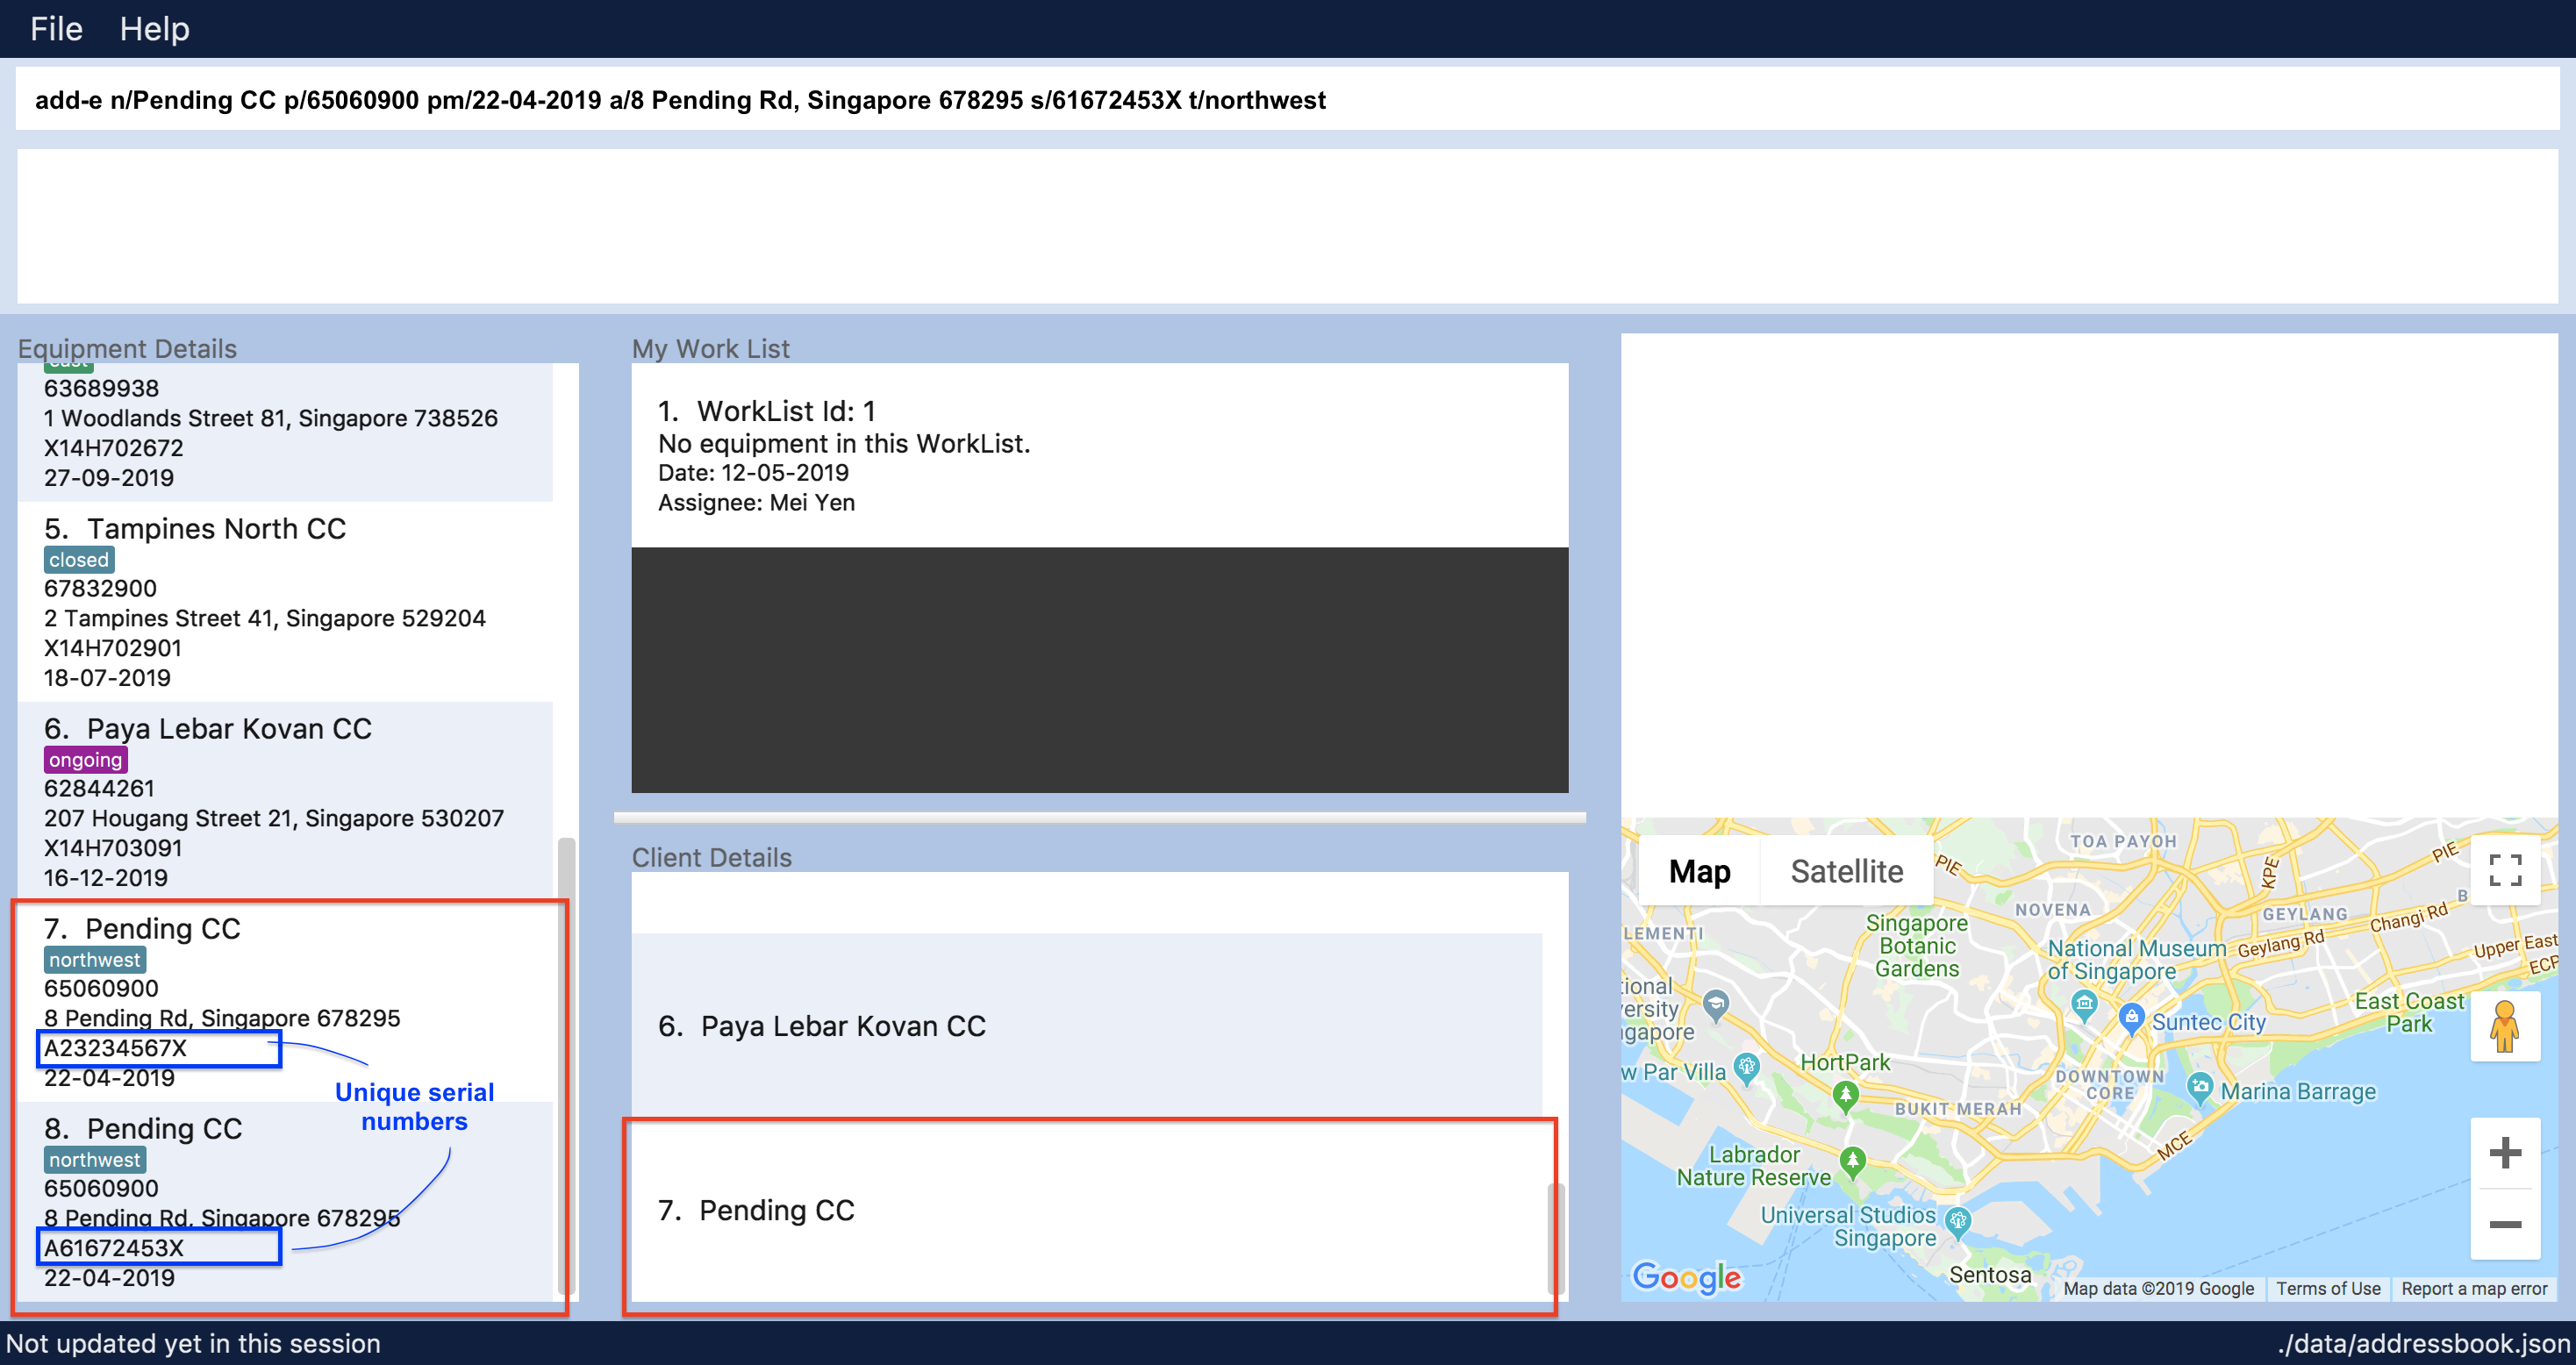 File Help
add-e n/Pending CC p/65060900 pm/22-04-2019 a/8 Pending Rd, Singapore 678295 s/61672453X t/northwest
Equipment Details
63689938
1 Woodlands Street 81, Singapore 738526
X14H702672
27-09-2019
5. Tampines North CC
closed
67832900
2 Tampines Street 41, Singapore 529204
X14H702901
18-07-2019
6. Paya Lebar Kovan CC
ongoing
62844261
207 Hougang Street 21, Singapore 530207
X14H703091
16-12-2019
7. Pending CC
northwest
65060900
8 Pending Rd, Singapore 678295
A23234567X
22-04-2019
Unique serial
numbers
8. Pending CC
northwest
65060900
8 Pending Rd, Singapore 678295
A61672453X
22-04-2019
My Work List
1. WorkList Id: 1
No equipment in this WorkList.
Date: 12-05-2019
Assignee: Mei Yen
Client Details
6. Paya Lebar Kovan CC
7. Pending CC
Map Satellite
TOA PAYOH
PIE
PIE
KPE
NOVENA
GEYLANG
Changi Rd
B
LEMENTI
Singapore
Botanic
Gardens
National Museum
of Singapore
Geylang Rd
Upper East
ECP
tional
versity
ngapore
Suntec City
East Coast
Park
w Par Villa
HortPark
DOWNTOWN
CORE
BUKIT MERAH
Marina Barrage
MCE
Labrador
Nature Reserve
Universal Studios
Singapore
Sentosa
Google
Map data ©2019 Google Terms of Use Report a map error
Not updated yet in this session
./data/addressbook.json